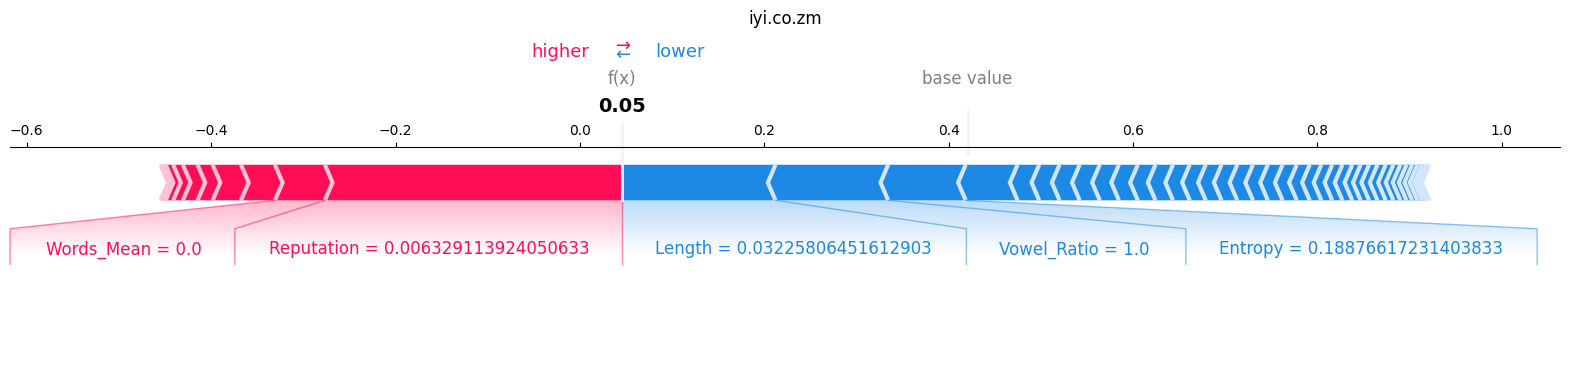 iyi.co.zm
higher → lower
←
f(x) base value
0.05
−0.6 −0.4 −0.2 0.0 0.2 0.4 0.6 0.8 1.0
Words_Mean = 0.0 Reputation = 0.006329113924050633 Length = 0.03225806451612903 Vowel_Ratio = 1.0 Entropy = 0.18876617231403833